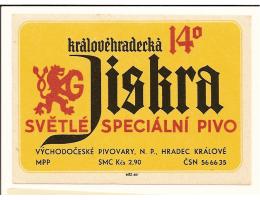 královéhradecká 14°
G Jiskra
SVĚTLÉ SPECIÁLNÍ PIVO
VÝCHODOČESKÉ PIVOVARY, N. P., HRADEC KRÁLOVÉ
MPP SMC Kčs 2,90 ČSN 56 66 35